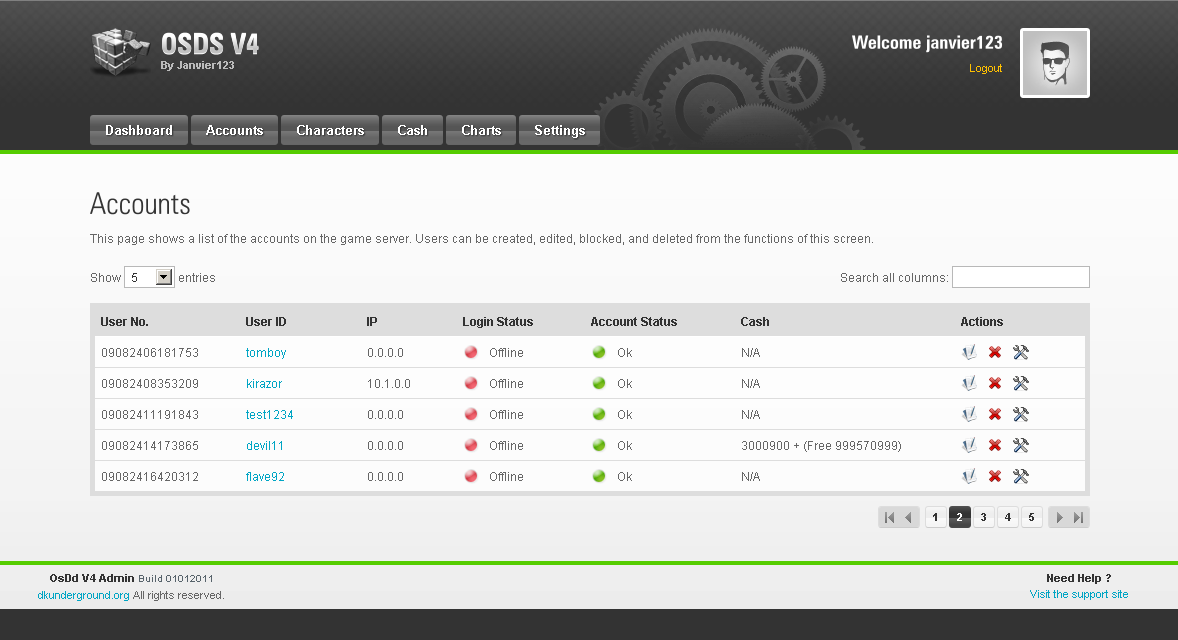 OSDS V4
By Janvier123
Welcome janvier123
Logout
Dashboard Accounts Characters Cash Charts Settings
Accounts
This page shows a list of the accounts on the game server. Users can be created, edited, blocked, and deleted from the functions of this screen.
Show 5 entries Search all columns:
User No. User ID IP Login Status Account Status Cash Actions
09082406181753 tomboy 0.0.0.0 Offline Ok N/A
09082408353209 kirazor 10.1.0.0 Offline Ok N/A
09082411191843 test1234 0.0.0.0 Offline Ok N/A
09082414173865 devil11 0.0.0.0 Offline Ok 3000900 + (Free 999570999)
09082416420312 flave92 0.0.0.0 Offline Ok N/A
1 2 3 4 5
OsDd V4 Admin Build 01012011 Need Help ?
dkunderground.org All rights reserved. Visit the support site